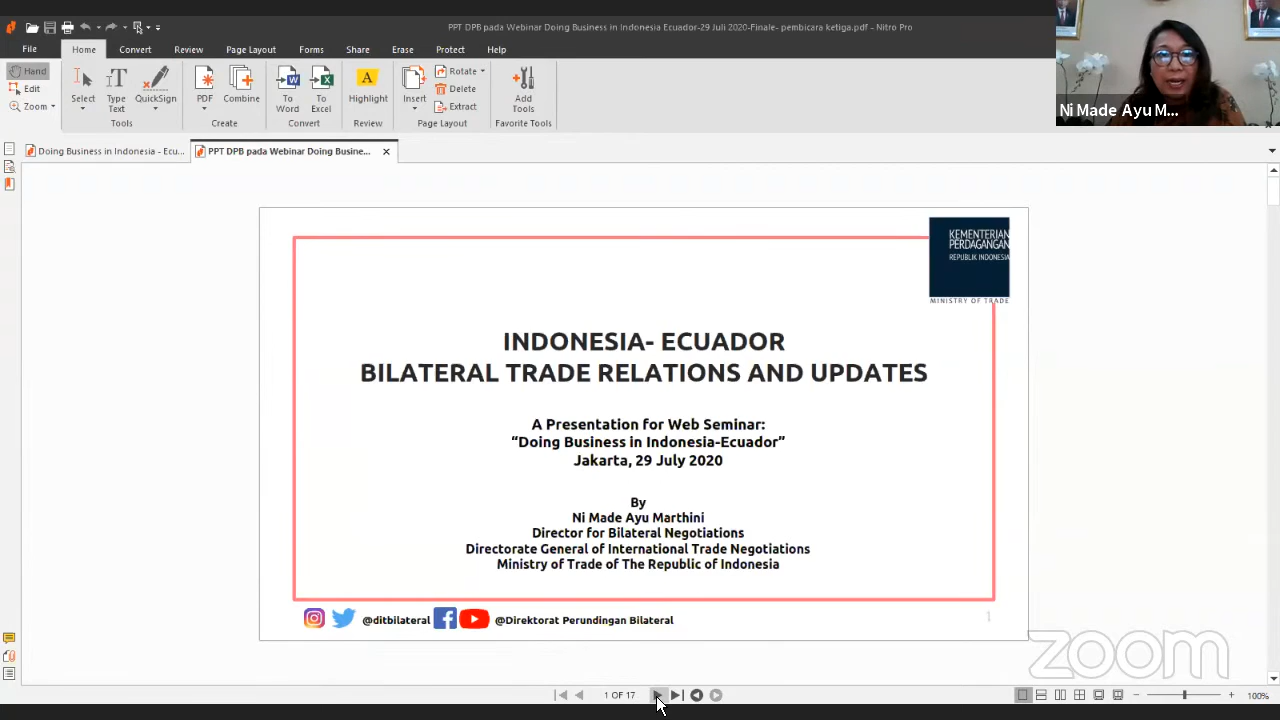 PPT DPB pada Webinar Doing Business in Indonesia Ecuador-29 Juli 2020-Finale- pembicara ketiga.pdf - Nitro Pro
File Home Convert Review Page Layout Forms Share Erase Protect Help
Hand
Edit
Zoom
Select
Type Text
QuickSign
Tools
PDF
Combine
Create
To Word
To Excel
Convert
Highlight
Review
Insert
Rotate
Delete
Extract
Page Layout
Add Tools
Favorite Tools
Ni Made Ayu M...
Doing Business in Indonesia - Ecu...
PPT DPB pada Webinar Doing Busine...
KEMENTERIAN
PERDAGANGAN
REPUBLIK INDONESIA
MINISTRY OF TRADE
INDONESIA- ECUADOR
BILATERAL TRADE RELATIONS AND UPDATES
A Presentation for Web Seminar:
“Doing Business in Indonesia-Ecuador”
Jakarta, 29 July 2020
By
Ni Made Ayu Marthini
Director for Bilateral Negotiations
Directorate General of International Trade Negotiations
Ministry of Trade of The Republic of Indonesia
@ditbilateral @Direktorat Perundingan Bilateral
1
zoom
1 OF 17
100%